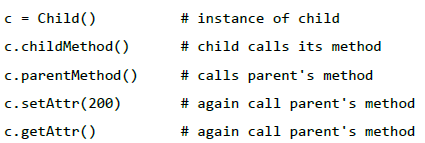 c = Child()        # instance of child
c.childMethod()    # child calls its method
c.parentMethod()   # calls parent's method
c.setAttr(200)     # again call parent's method
c.getAttr()        # again call parent's method